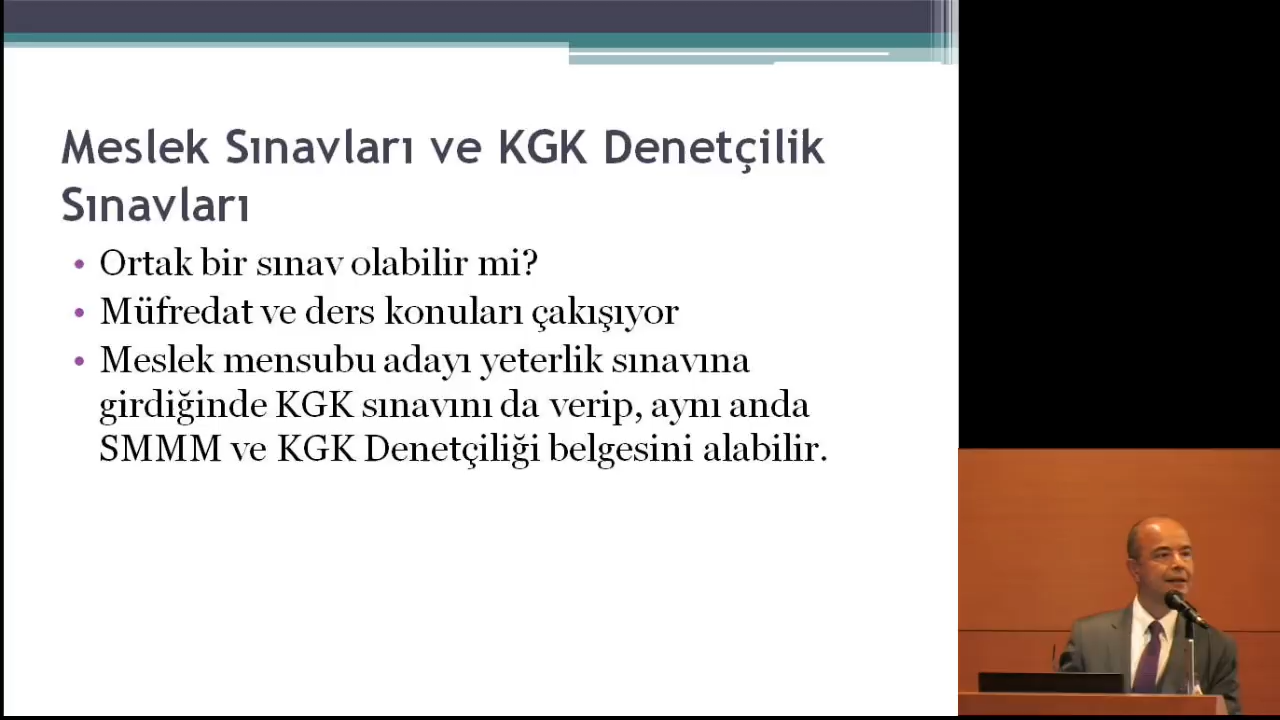 Meslek Sınavları ve KGK Denetçilik
Sınavları
• Ortak bir sınav olabilir mi?
• Müfredat ve ders konuları çakışıyor
• Meslek mensubu adayı yeterlik sınavına
girdiğinde KGK sınavını da verip, aynı anda
SMMM ve KGK Denetçiliği belgesini alabilir.